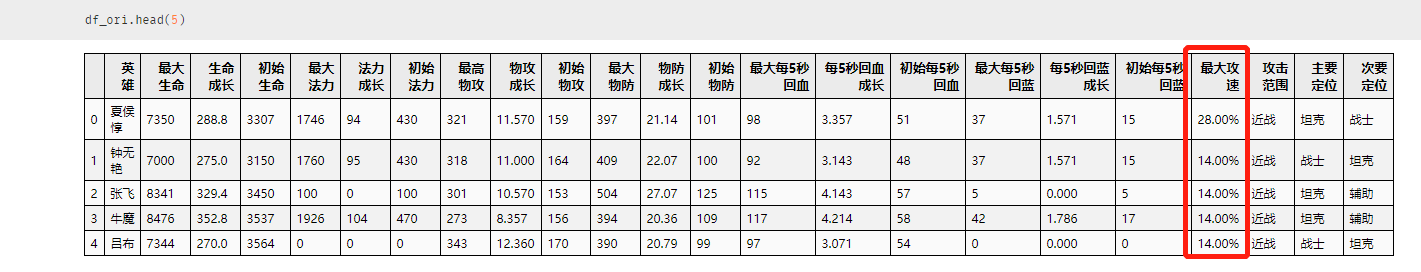 df_ori.head(5)
英雄 最大生命 生命成长 初始生命 最大法力 法力成长 初始法力 最高物攻 物攻成长 初始物攻 最大物防 物防成长 初始物防 最大每5秒回血 每5秒回血成长 初始每5秒回血 最大每5秒回蓝 每5秒回蓝成长 初始每5秒回蓝 最大攻速 攻击范围 主要定位 次要定位
0 夏侯惇 7350 288.8 3307 1746 94 430 321 11.570 159 397 21.14 101 98 3.357 51 37 1.571 15 28.00% 近战 坦克 战士
1 钟无艳 7000 275.0 3150 1760 95 430 318 11.000 164 409 22.07 100 92 3.143 48 37 1.571 15 14.00% 近战 战士 坦克
2 张飞 8341 329.4 3450 100 0 100 301 10.570 153 504 27.07 125 115 4.143 57 5 0.000 5 14.00% 近战 坦克 辅助
3 牛魔 8476 352.8 3537 1926 104 470 273 8.357 156 394 20.36 109 117 4.214 58 42 1.786 17 14.00% 近战 坦克 辅助
4 吕布 7344 270.0 3564 0 0 0 343 12.360 170 390 20.79 99 97 3.071 54 0 0.000 0 14.00% 近战 战士 坦克